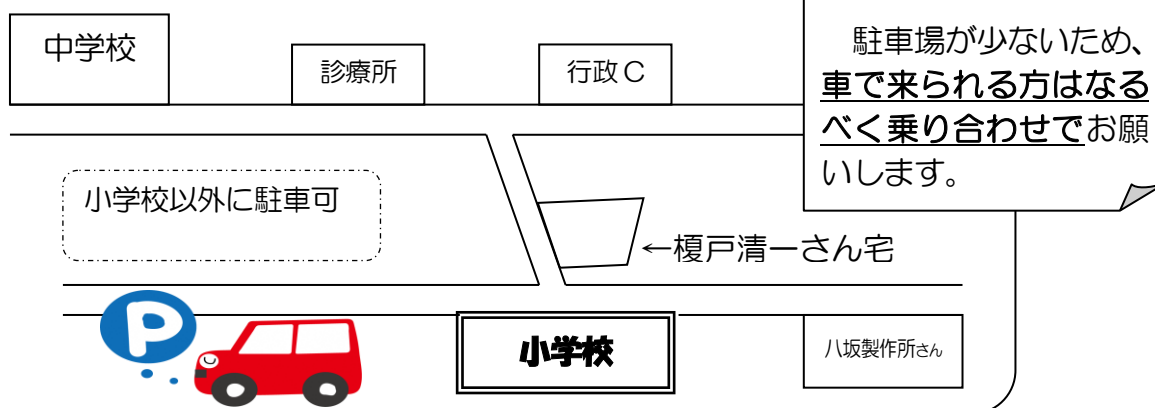 中学校
診療所
行政C
駐車場が少ないため、
車で来られる方はなる
べく乗り合わせでお願
いします。
小学校以外に駐車可
←榎戸清一さん宅
P
小学校
八坂製作所さん